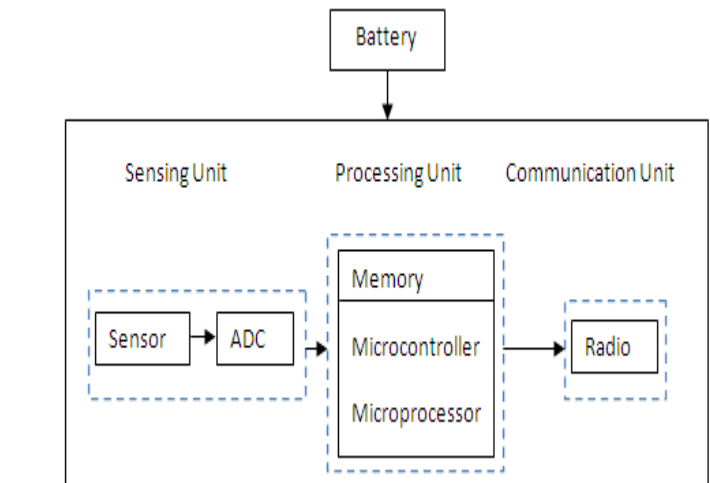 Battery
Sensing Unit
Processing Unit
Communication Unit
Memory
Sensor
ADC
Microcontroller
Radio
Microprocessor